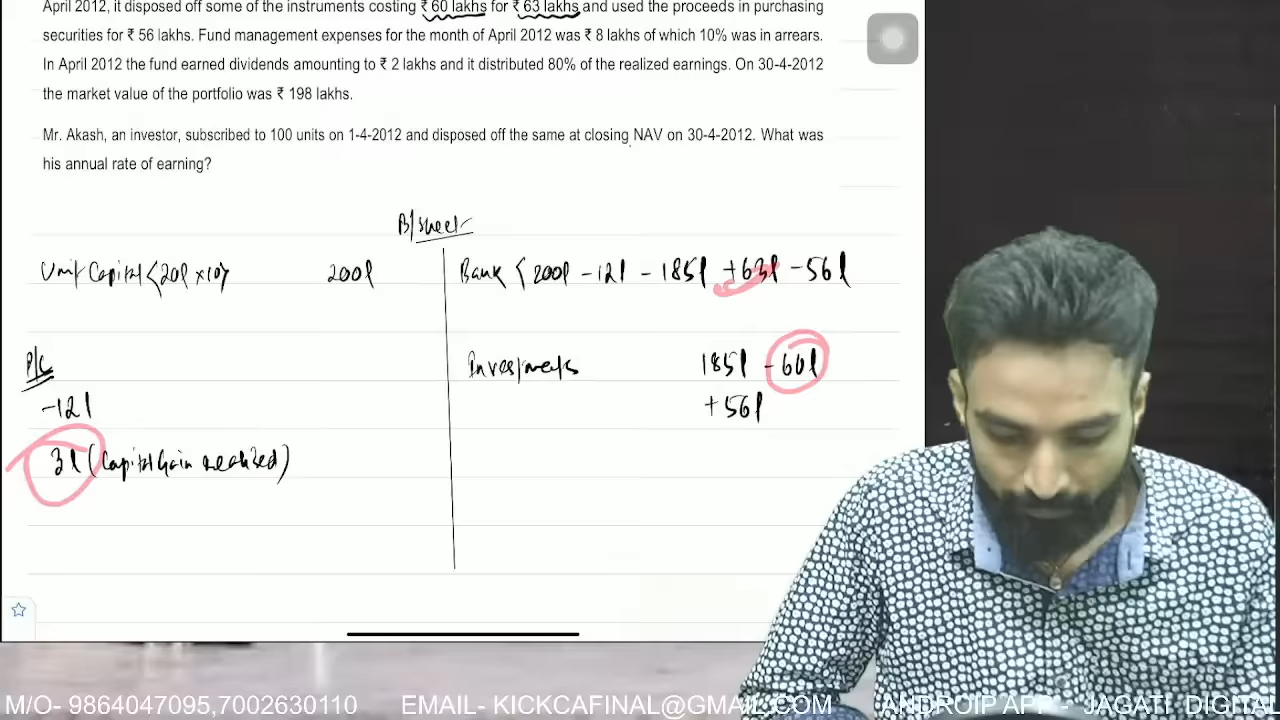 April 2012, it disposed off some of the instruments costing ₹ 60 lakhs for ₹ 63 lakhs and used the proceeds in purchasing
securities for ₹ 56 lakhs. Fund management expenses for the month of April 2012 was ₹ 8 lakhs of which 10% was in arrears.
In April 2012 the fund earned dividends amounting to ₹ 2 lakhs and it distributed 80% of the realized earnings. On 30-4-2012
the market value of the portfolio was ₹ 198 lakhs.
Mr. Akash, an investor, subscribed to 100 units on 1-4-2012 and disposed off the same at closing NAV on 30-4-2012. What was
his annual rate of earning?
B/Sheet
Unit Capital (20l x 10) 200l
Bank ( 200l - 12l - 185l + 63l - 56l
P/L
Investments 185l - 60l
-12l
+ 56l
3l (Capital Gain realized)
M/O- 9864047095,7002630110 EMAIL- KICKCAFINAL@GMAIL.COM ANDROIP APP - JAGATI DIGITAL